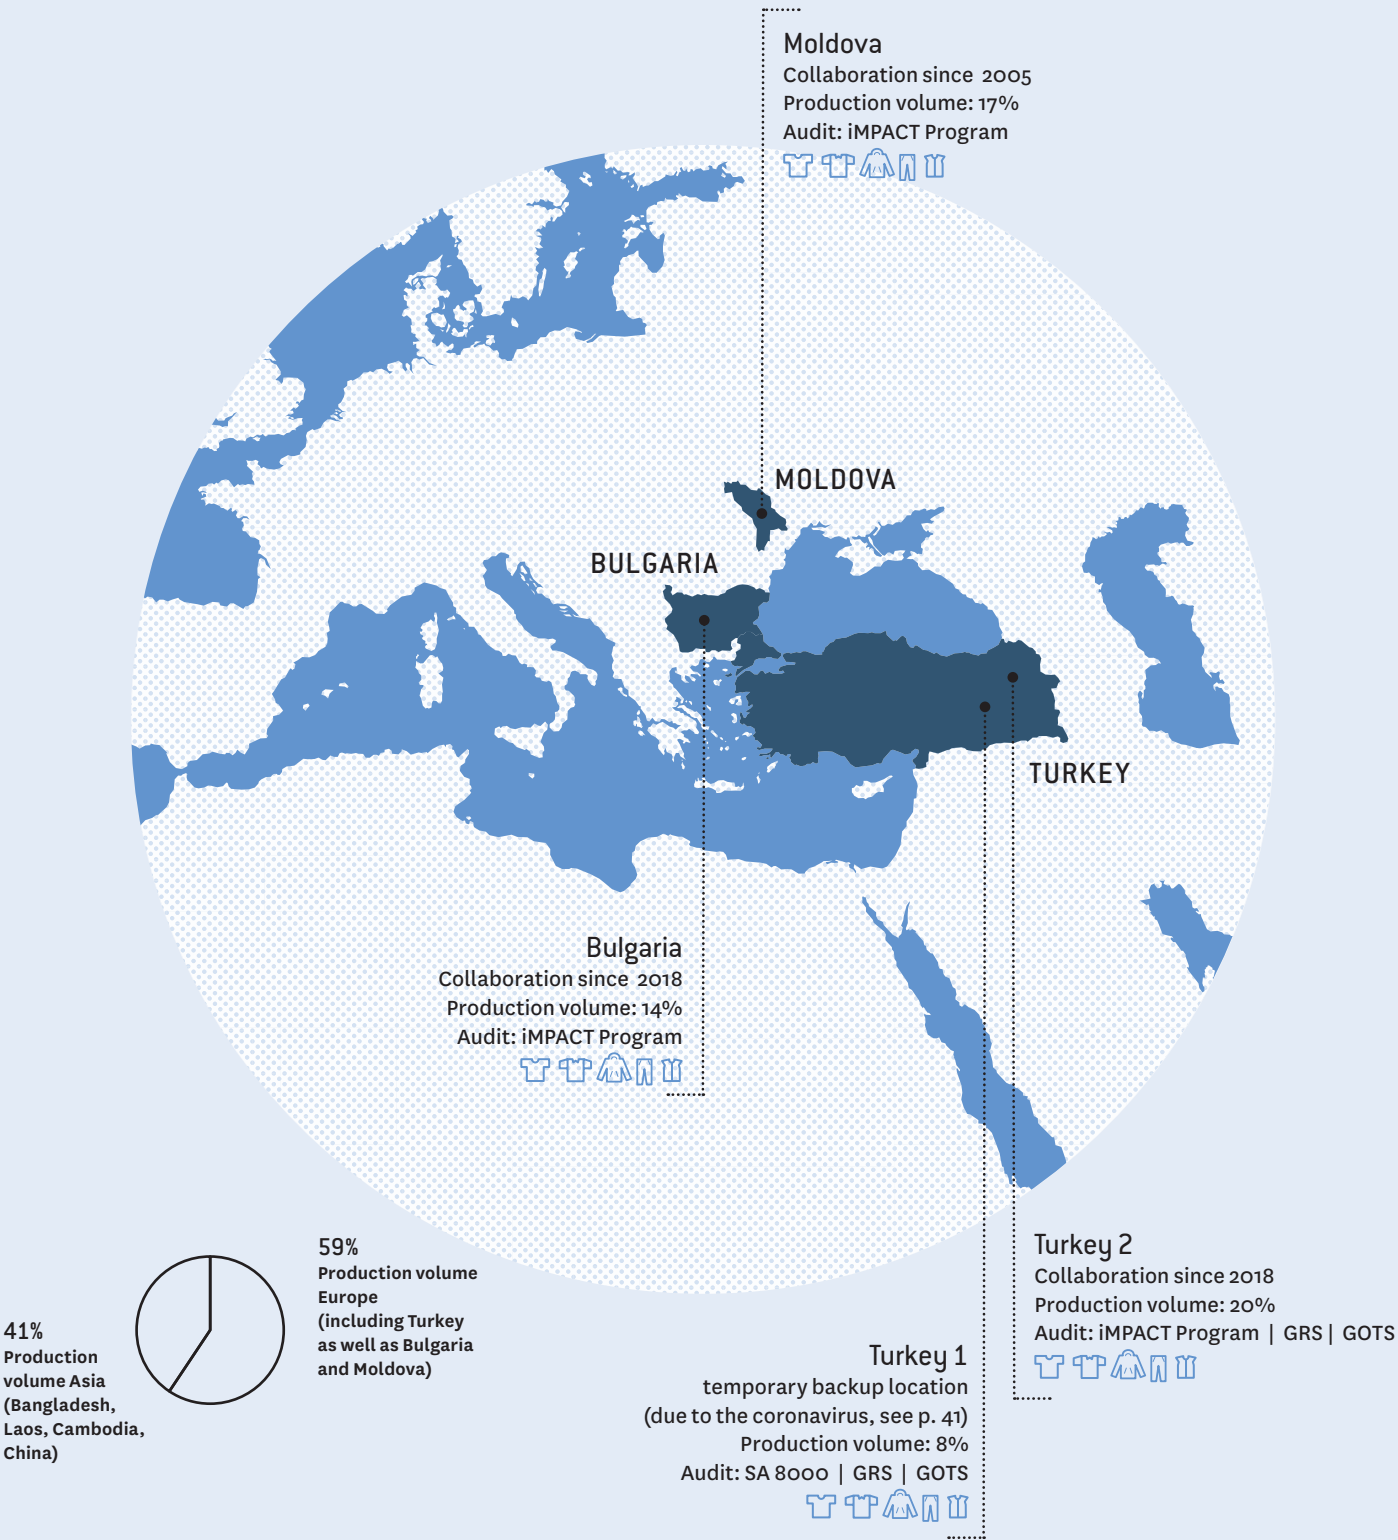 Moldova
Collaboration since 2005
Production volume: 17%
Audit: iMPACT Program
MOLDOVA
BULGARIA
TURKEY
Bulgaria
Collaboration since 2018
Production volume: 14%
Audit: iMPACT Program
59%
Production volume
Europe
(including Turkey
as well as Bulgaria
and Moldova)
41%
Production
volume Asia
(Bangladesh,
Laos, Cambodia,
China)
Turkey 2
Collaboration since 2018
Production volume: 20%
Audit: iMPACT Program | GRS | GOTS
Turkey 1
temporary backup location
(due to the coronavirus, see p. 41)
Production volume: 8%
Audit: SA 8000 | GRS | GOTS